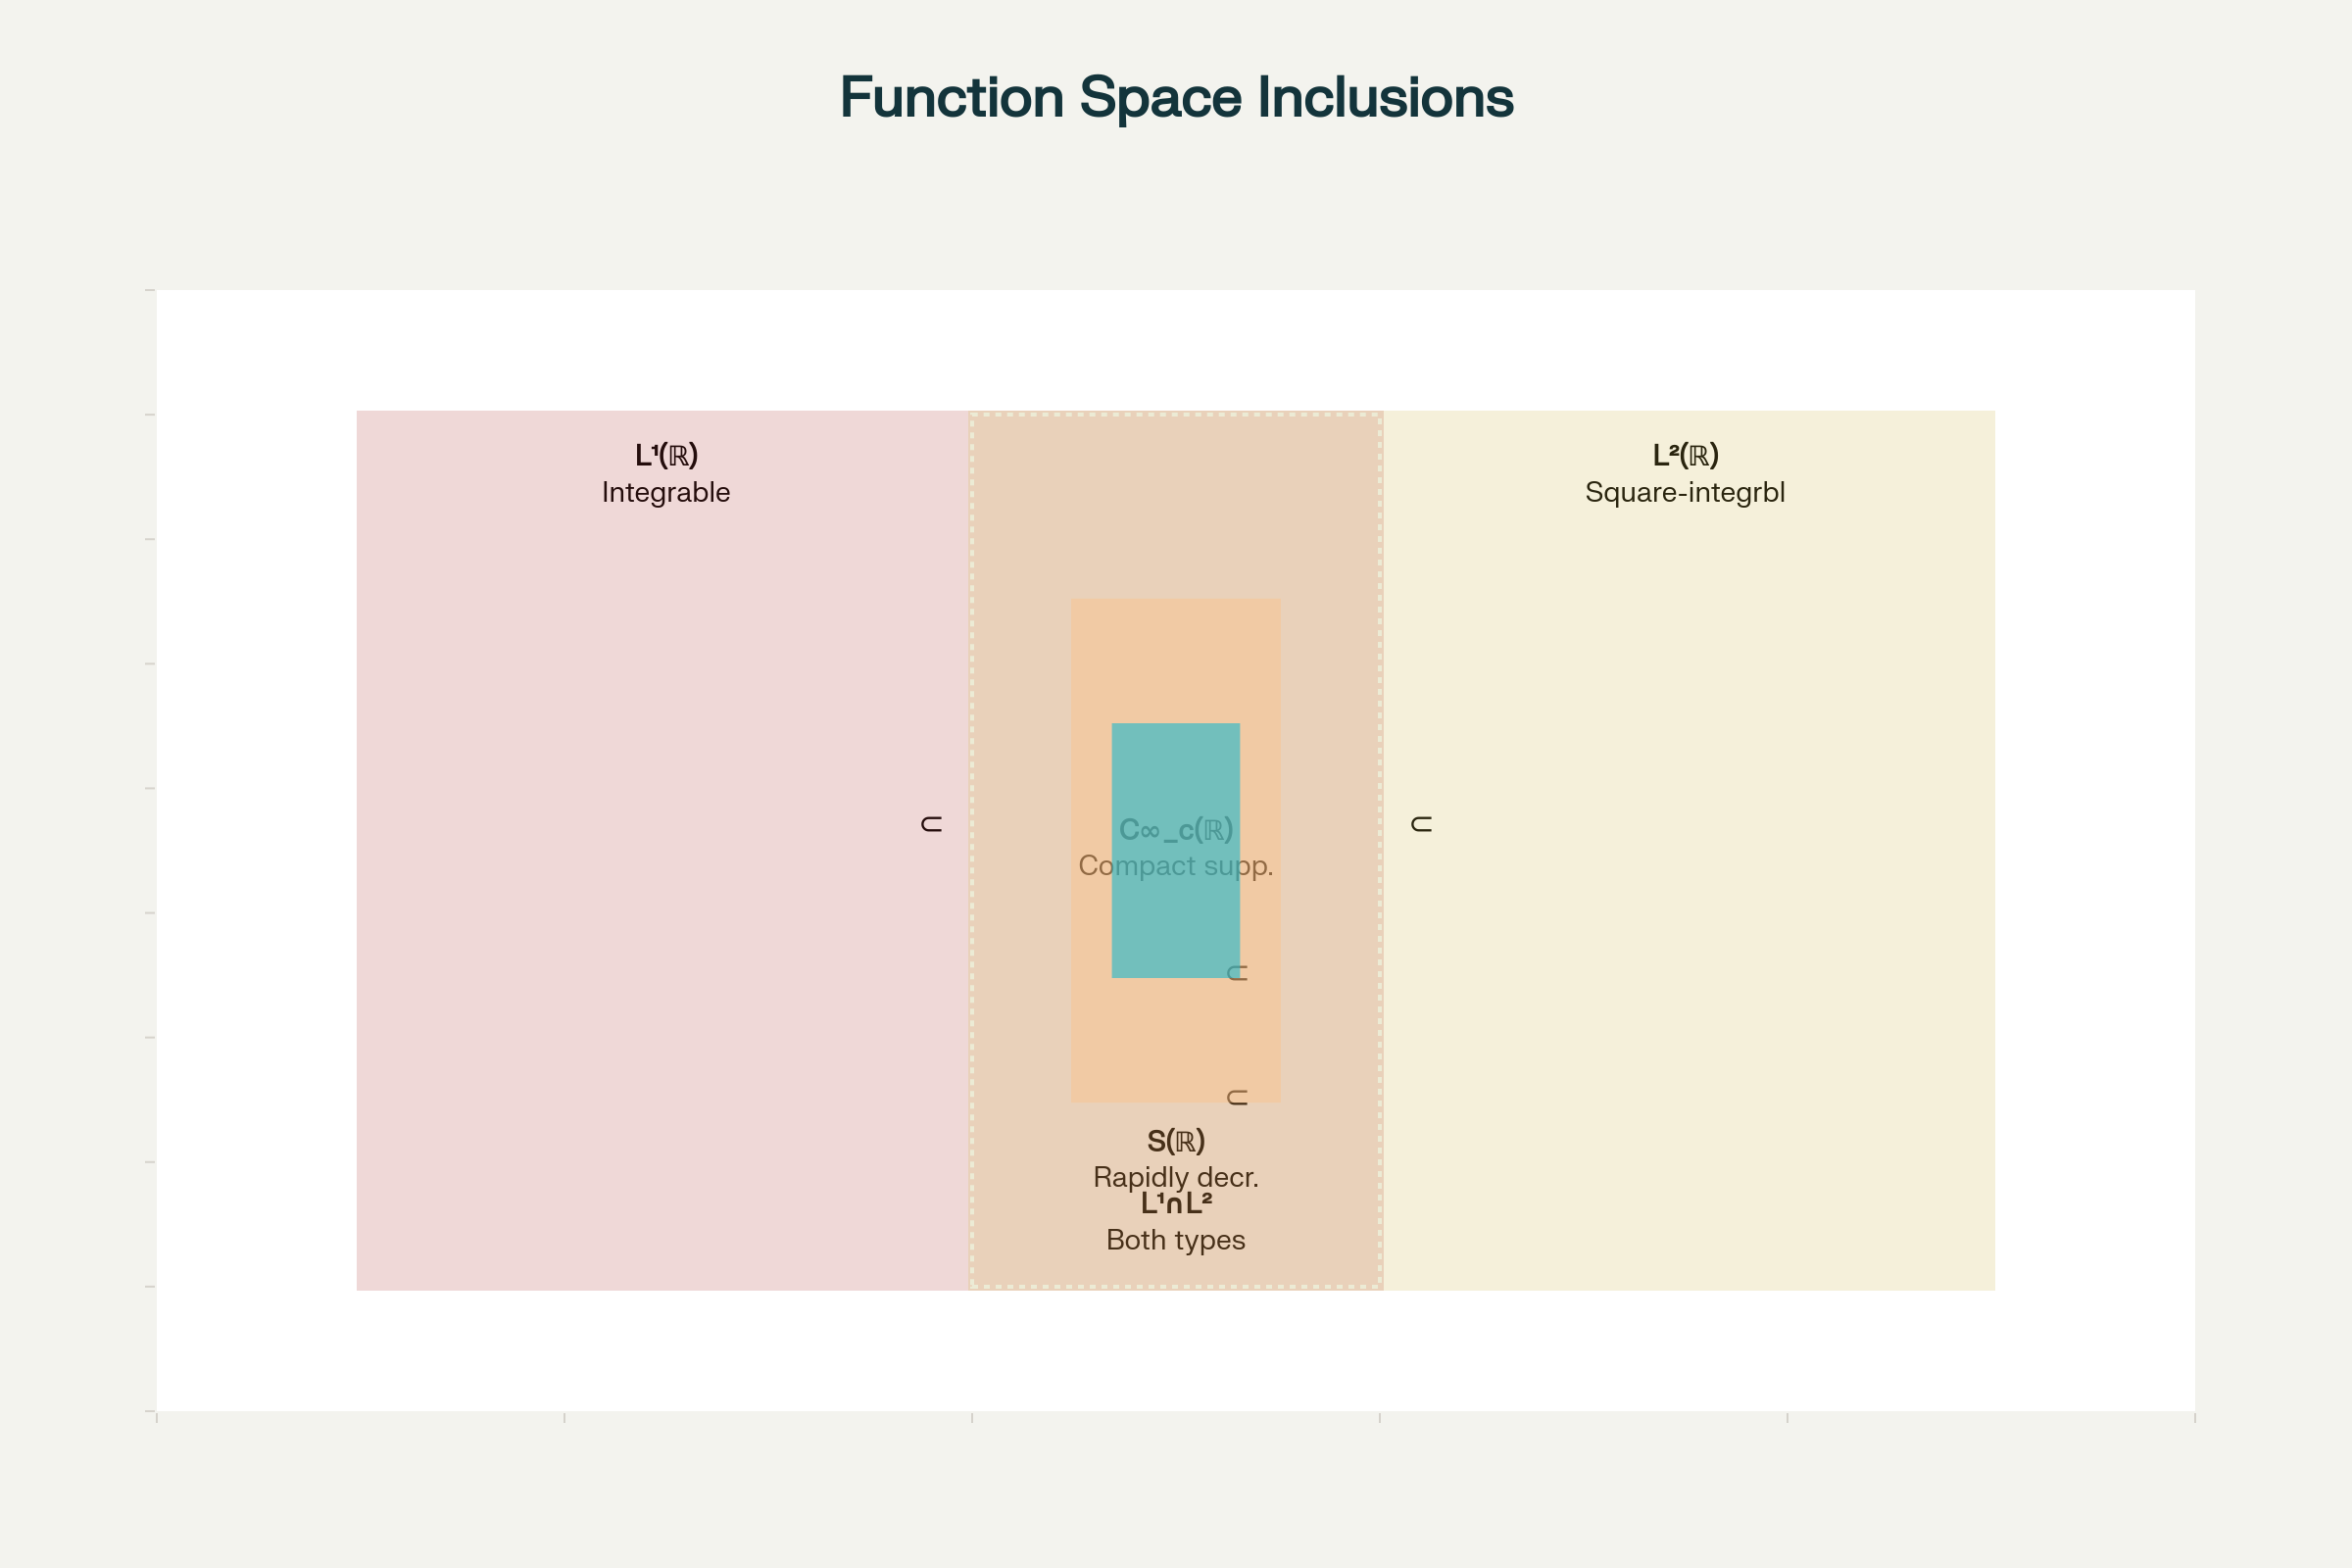 Function Space Inclusions
L¹(ℝ)
Integrable
L²(ℝ)
Square-integrbl
⊂
⊂
C∞_c(ℝ)
Compact supp.
⊂
⊂
S(ℝ)
Rapidly decr.
L¹∩L²
Both types